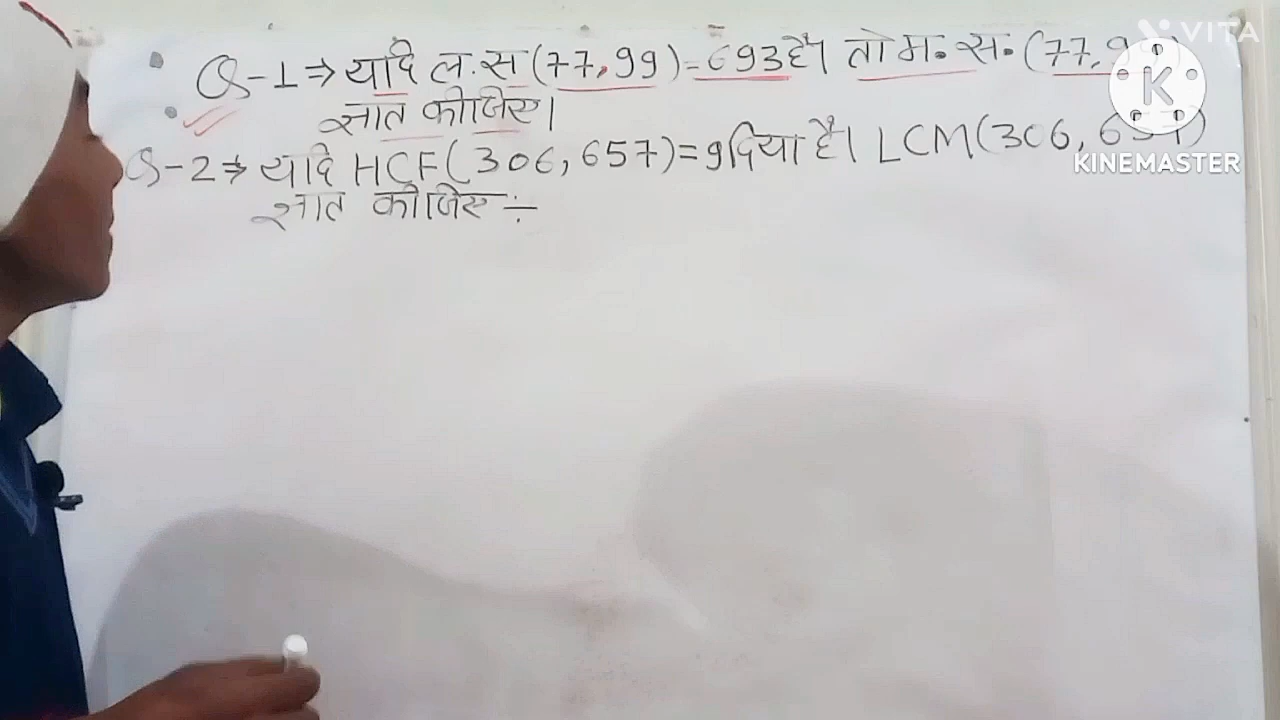 VITA
Q-1⇒ यदि ल.स (77,99)=693 है। तो म. स. (77,99)
ज्ञात कीजिए।
Q-2⇒ यदि HCF(306,657)=9 दिया है। LCM(306,657)
ज्ञात कीजिए÷
K
KINEMASTER